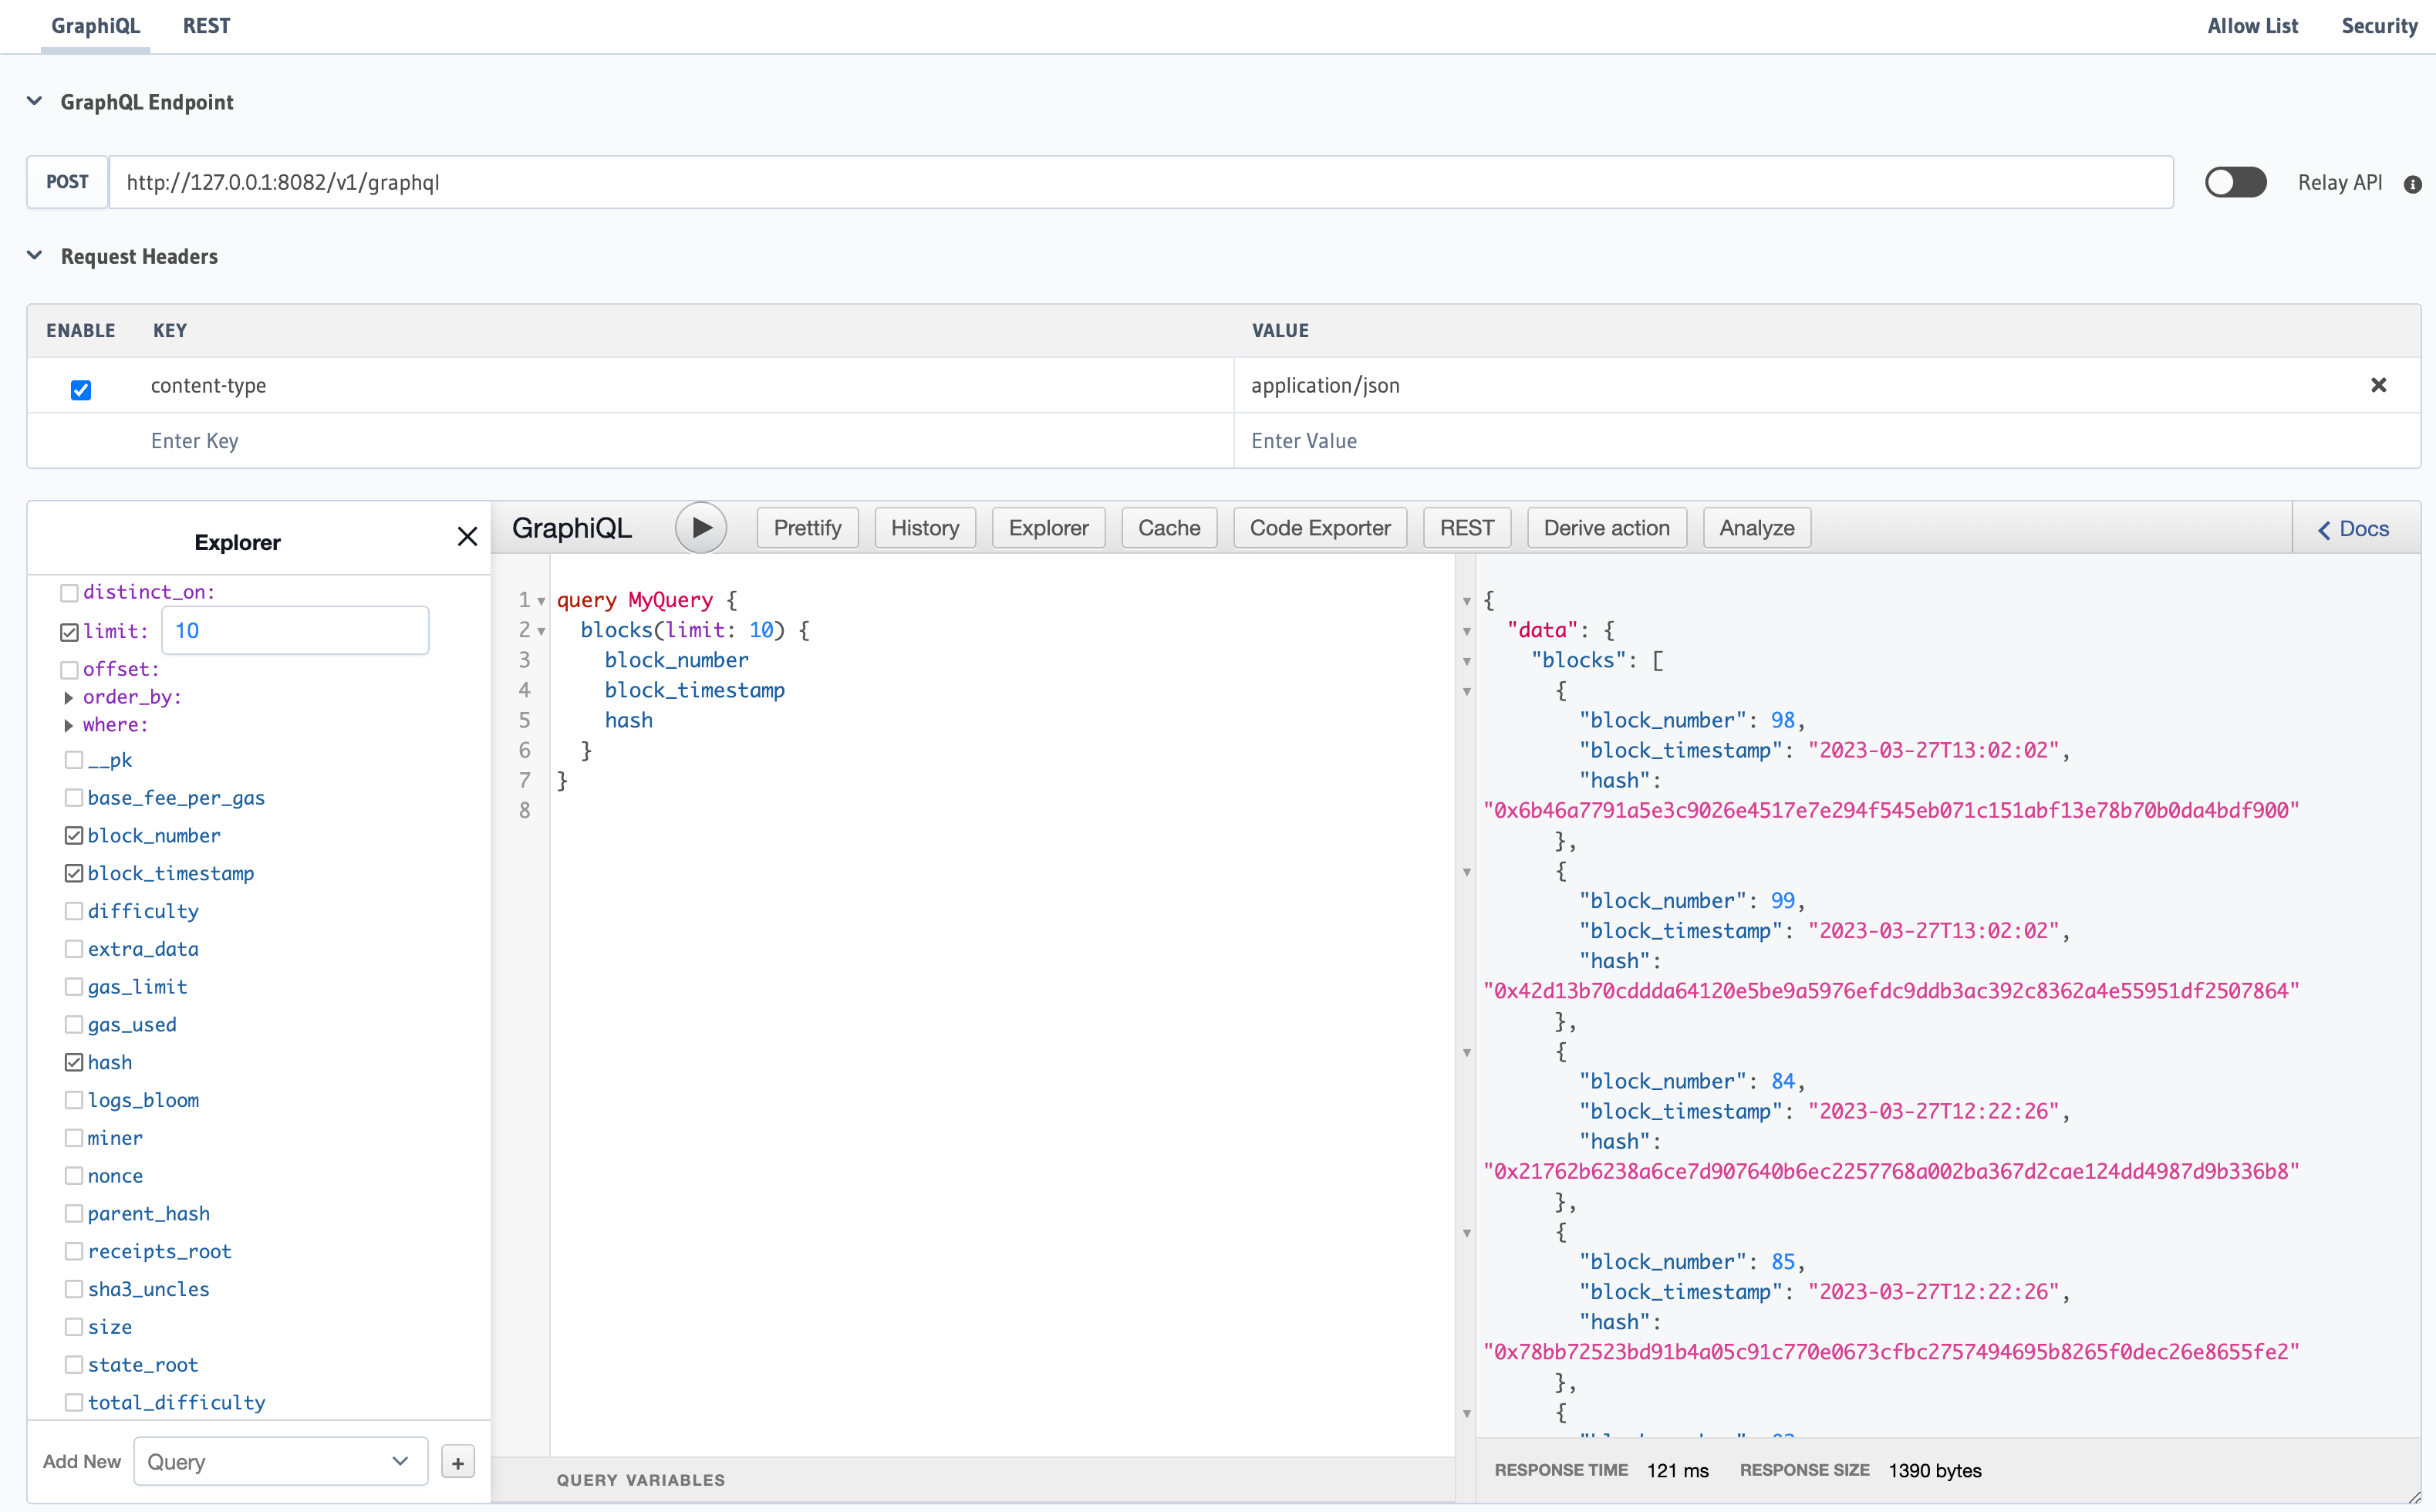 GraphiQL REST Allow List Security
GraphQL Endpoint
POST http://127.0.0.1:8082/v1/graphql Relay API
Request Headers
ENABLE KEY VALUE
content-type application/json
Enter Key Enter Value
Explorer
distinct_on:
limit: 10
offset:
order_by:
where:
__pk
base_fee_per_gas
block_number
block_timestamp
difficulty
extra_data
gas_limit
gas_used
hash
logs_bloom
miner
nonce
parent_hash
receipts_root
sha3_uncles
size
state_root
total_difficulty
Add New Query +
GraphiQL Prettify History Explorer Cache Code Exporter REST Derive action Analyze Docs
1 query MyQuery {
2 blocks(limit: 10) {
3 block_number
4 block_timestamp
5 hash
6 }
7 }
8
QUERY VARIABLES
{
"data": {
"blocks": [
{
"block_number": 98,
"block_timestamp": "2023-03-27T13:02:02",
"hash":
"0x6b46a7791a5e3c9026e4517e7e294f545eb071c151abf13e78b70b0da4bdf900"
},
{
"block_number": 99,
"block_timestamp": "2023-03-27T13:02:02",
"hash":
"0x42d13b70cddda64120e5be9a5976efdc9ddb3ac392c8362a4e55951df2507864"
},
{
"block_number": 84,
"block_timestamp": "2023-03-27T12:22:26",
"hash":
"0x21762b6238a6ce7d907640b6ec2257768a002ba367d2cae124dd4987d9b336b8"
},
{
"block_number": 85,
"block_timestamp": "2023-03-27T12:22:26",
"hash":
"0x78bb72523bd91b4a05c91c770e0673cfbc2757494695b8265f0dec26e8655fe2"
},
{
RESPONSE TIME 121 ms RESPONSE SIZE 1390 bytes